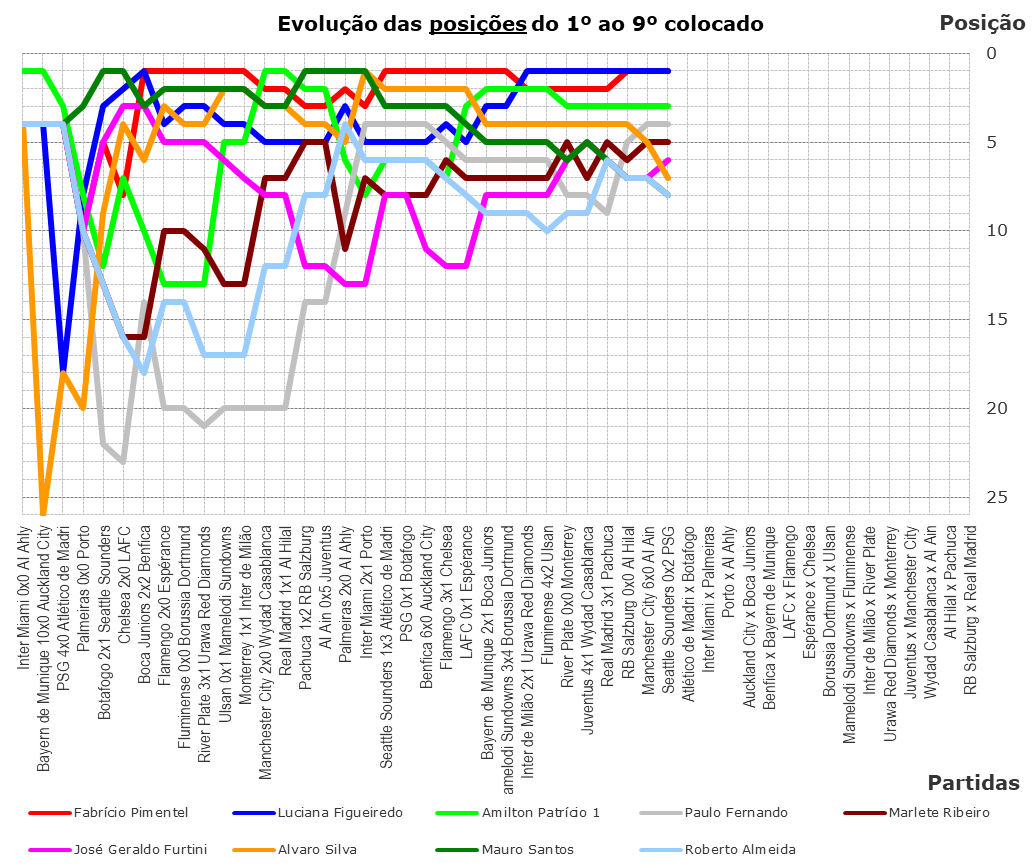 Evolução das posições do 1º ao 9º colocado
Posição
0
5
10
15
20
25
Inter Miami 0x0 Al Ahly
Bayern de Munique 10x0 Auckland City
PSG 4x0 Atlético de Madri
Palmeiras 0x0 Porto
Botafogo 2x1 Seattle Sounders
Chelsea 2x0 LAFC
Boca Juniors 2x2 Benfica
Flamengo 2x0 Espérance
Fluminense 0x0 Borussia Dortmund
River Plate 3x1 Urawa Red Diamonds
Ulsan 0x1 Mamelodi Sundowns
Monterrey 1x1 Inter de Milão
Manchester City 2x0 Wydad Casablanca
Real Madrid 1x1 Al Hilal
Pachuca 1x2 RB Salzburg
Al Ain 0x5 Juventus
Palmeiras 2x0 Al Ahly
Inter Miami 2x1 Porto
Seattle Sounders 1x3 Atlético de Madri
PSG 0x1 Botafogo
Benfica 6x0 Auckland City
Flamengo 3x1 Chelsea
LAFC 0x1 Espérance
Bayern de Munique 2x1 Boca Juniors
amelodi Sundowns 3x4 Borussia Dortmund
Inter de Milão 2x1 Urawa Red Diamonds
Fluminense 4x2 Ulsan
River Plate 0x0 Monterrey
Juventus 4x1 Wydad Casablanca
Real Madrid 3x1 Pachuca
RB Salzburg 0x0 Al Hilal
Manchester City 6x0 Al Ain
Seattle Sounders 0x2 PSG
Atlético de Madri x Botafogo
Inter Miami x Palmeiras
Porto x Al Ahly
Auckland City x Boca Juniors
Benfica x Bayern de Munique
LAFC x Flamengo
Espérance x Chelsea
Borussia Dortmund x Ulsan
Mamelodi Sundowns x Fluminense
Inter de Milão x River Plate
Urawa Red Diamonds x Monterrey
Juventus x Manchester City
Wydad Casablanca x Al Ain
Al Hilal x Pachuca
RB Salzburg x Real Madrid
Partidas
Fabrício Pimentel
Luciana Figueiredo
Amilton Patrício 1
Paulo Fernando
Marlete Ribeiro
José Geraldo Furtini
Alvaro Silva
Mauro Santos
Roberto Almeida